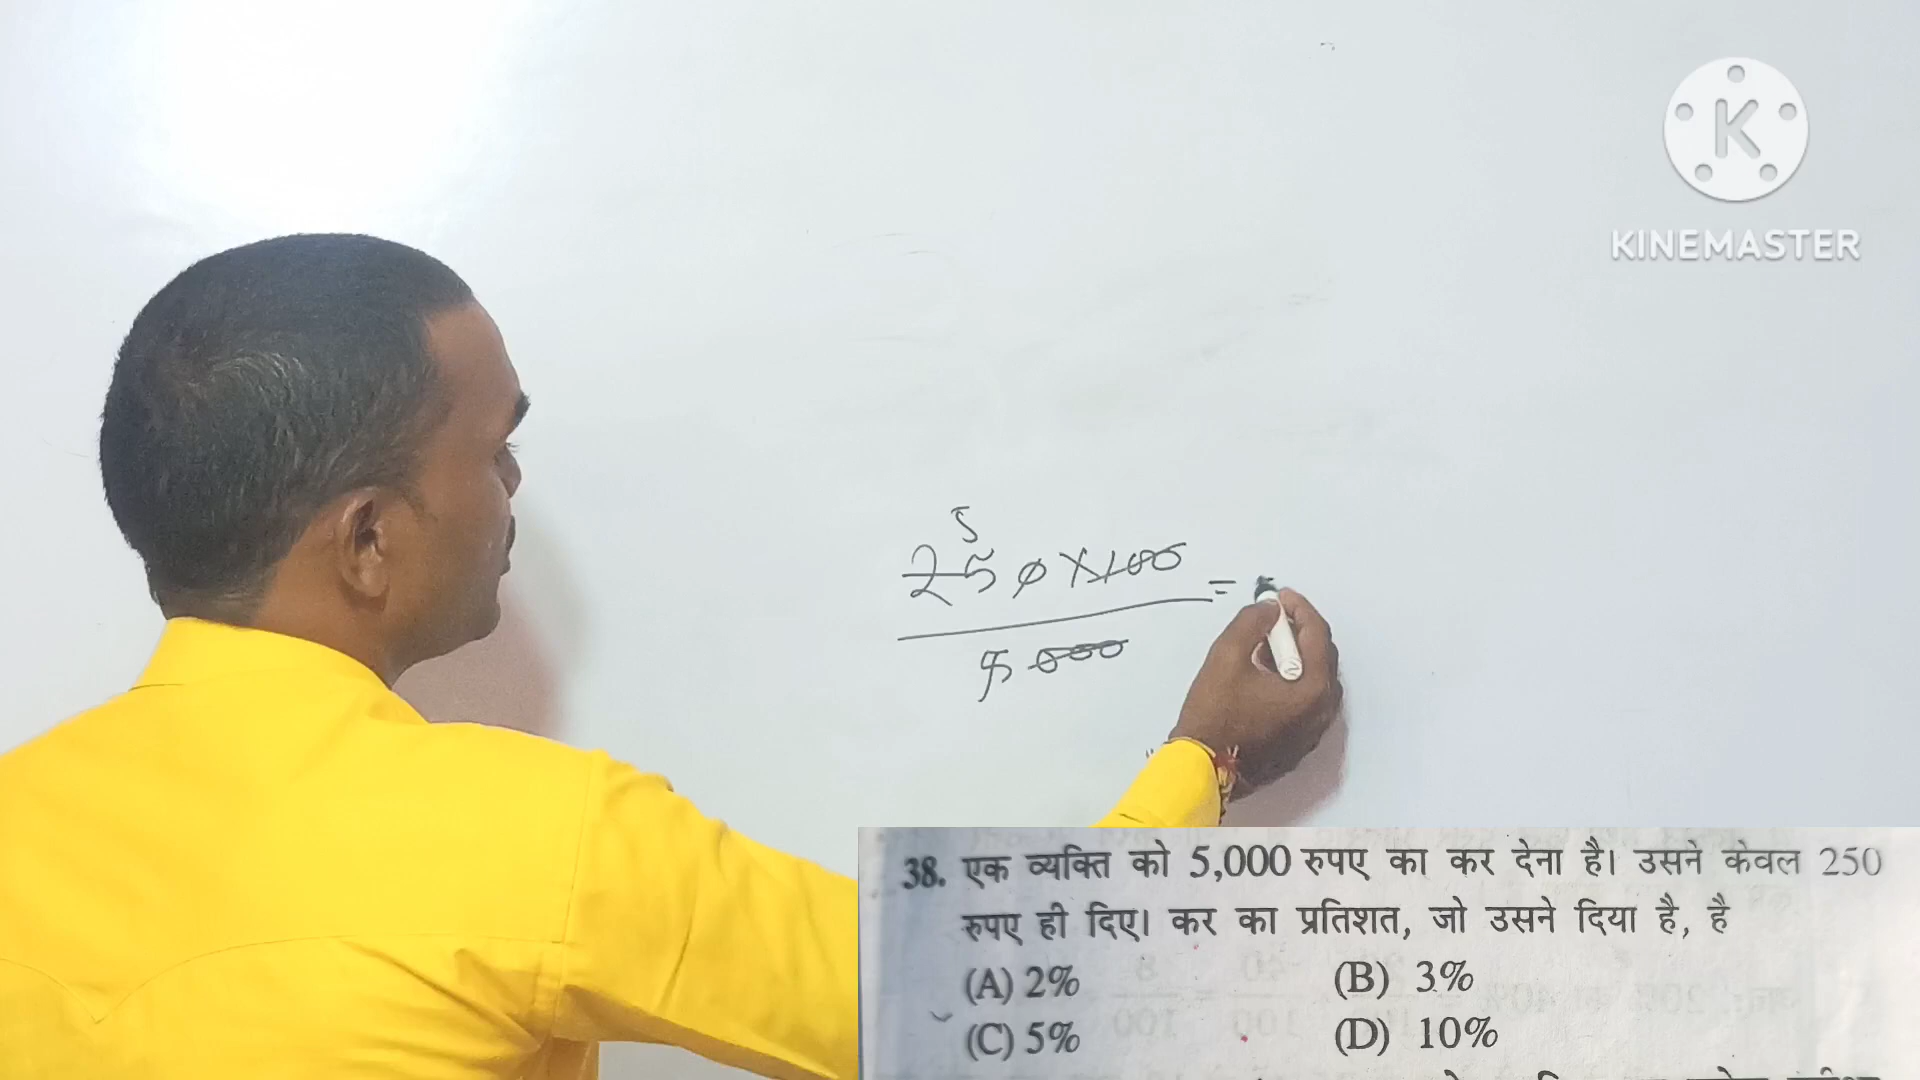 K
KINEMASTER
5
250 X 100
=
5000
38. एक व्यक्ति को 5,000 रुपए का कर देना है। उसने केवल 250
रुपए ही दिए। कर का प्रतिशत, जो उसने दिया है, है
(A) 2% (B) 3%
(C) 5% (D) 10%